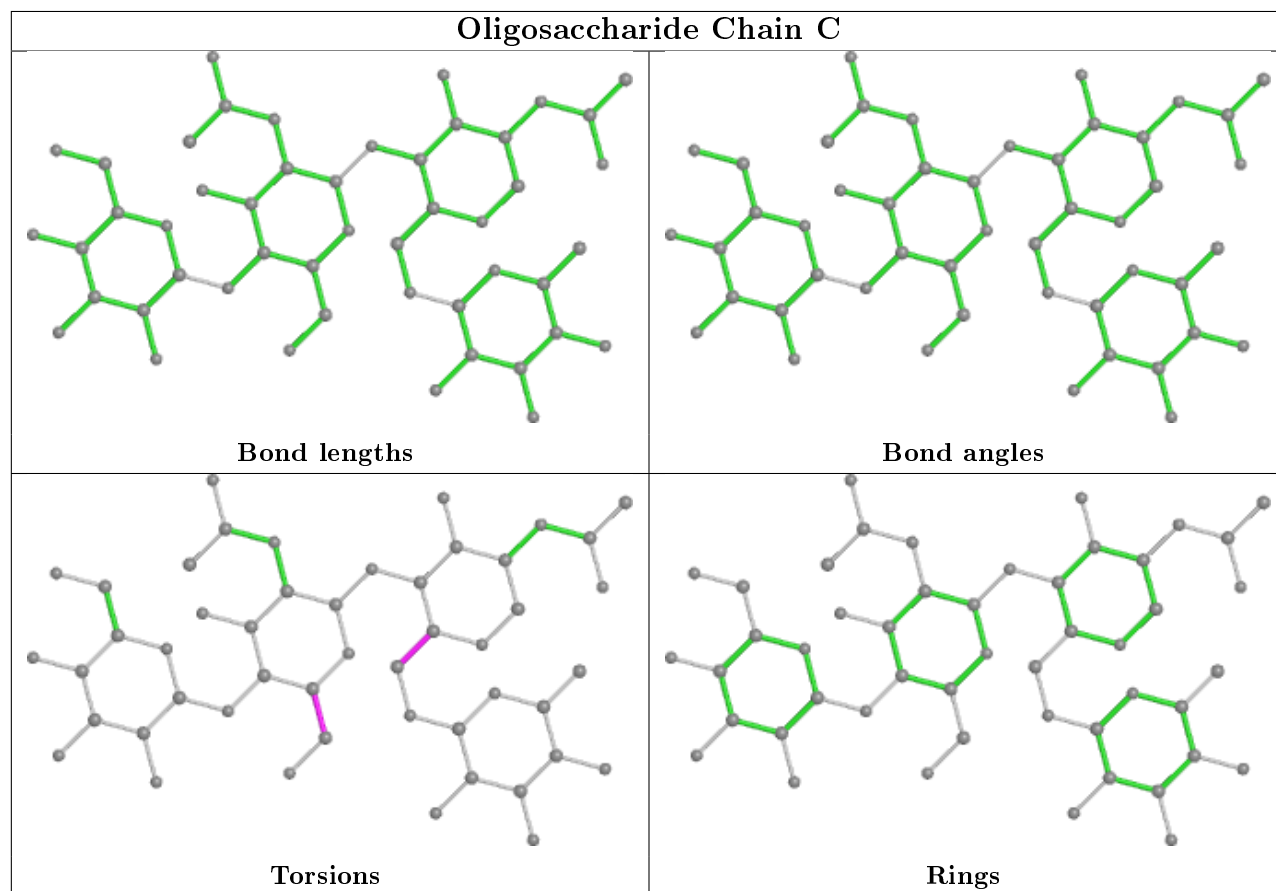 Oligosaccharide Chain C
Bond lengths
Bond angles
Torsions
Rings